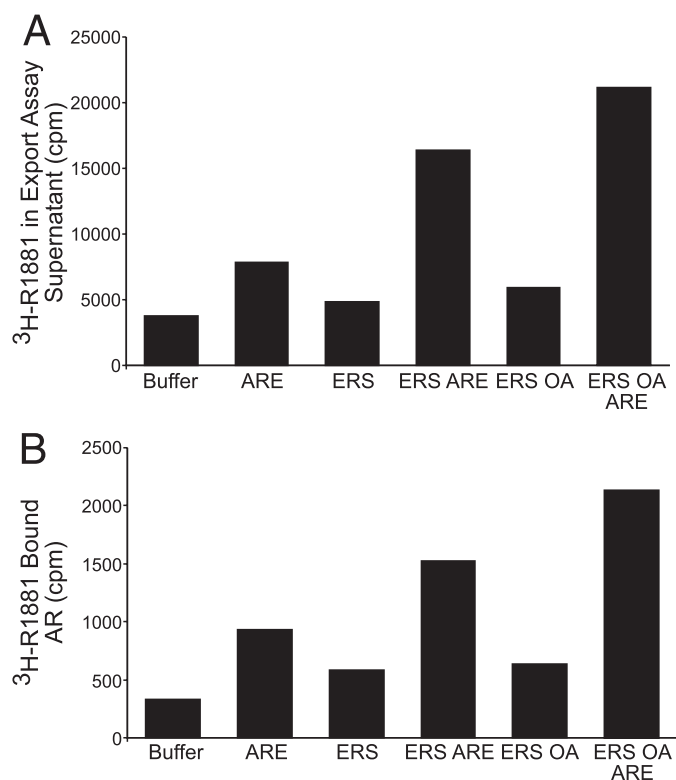 A
25000
20000
15000
10000
5000
0
3H-R1881 in Export Assay
Supernatant (cpm)
Buffer ARE ERS ERS ARE ERS OA ERS OA
ARE
B
2500
2000
1500
1000
500
0
3H-R1881 Bound
AR (cpm)
Buffer ARE ERS ERS ARE ERS OA ERS OA
ARE